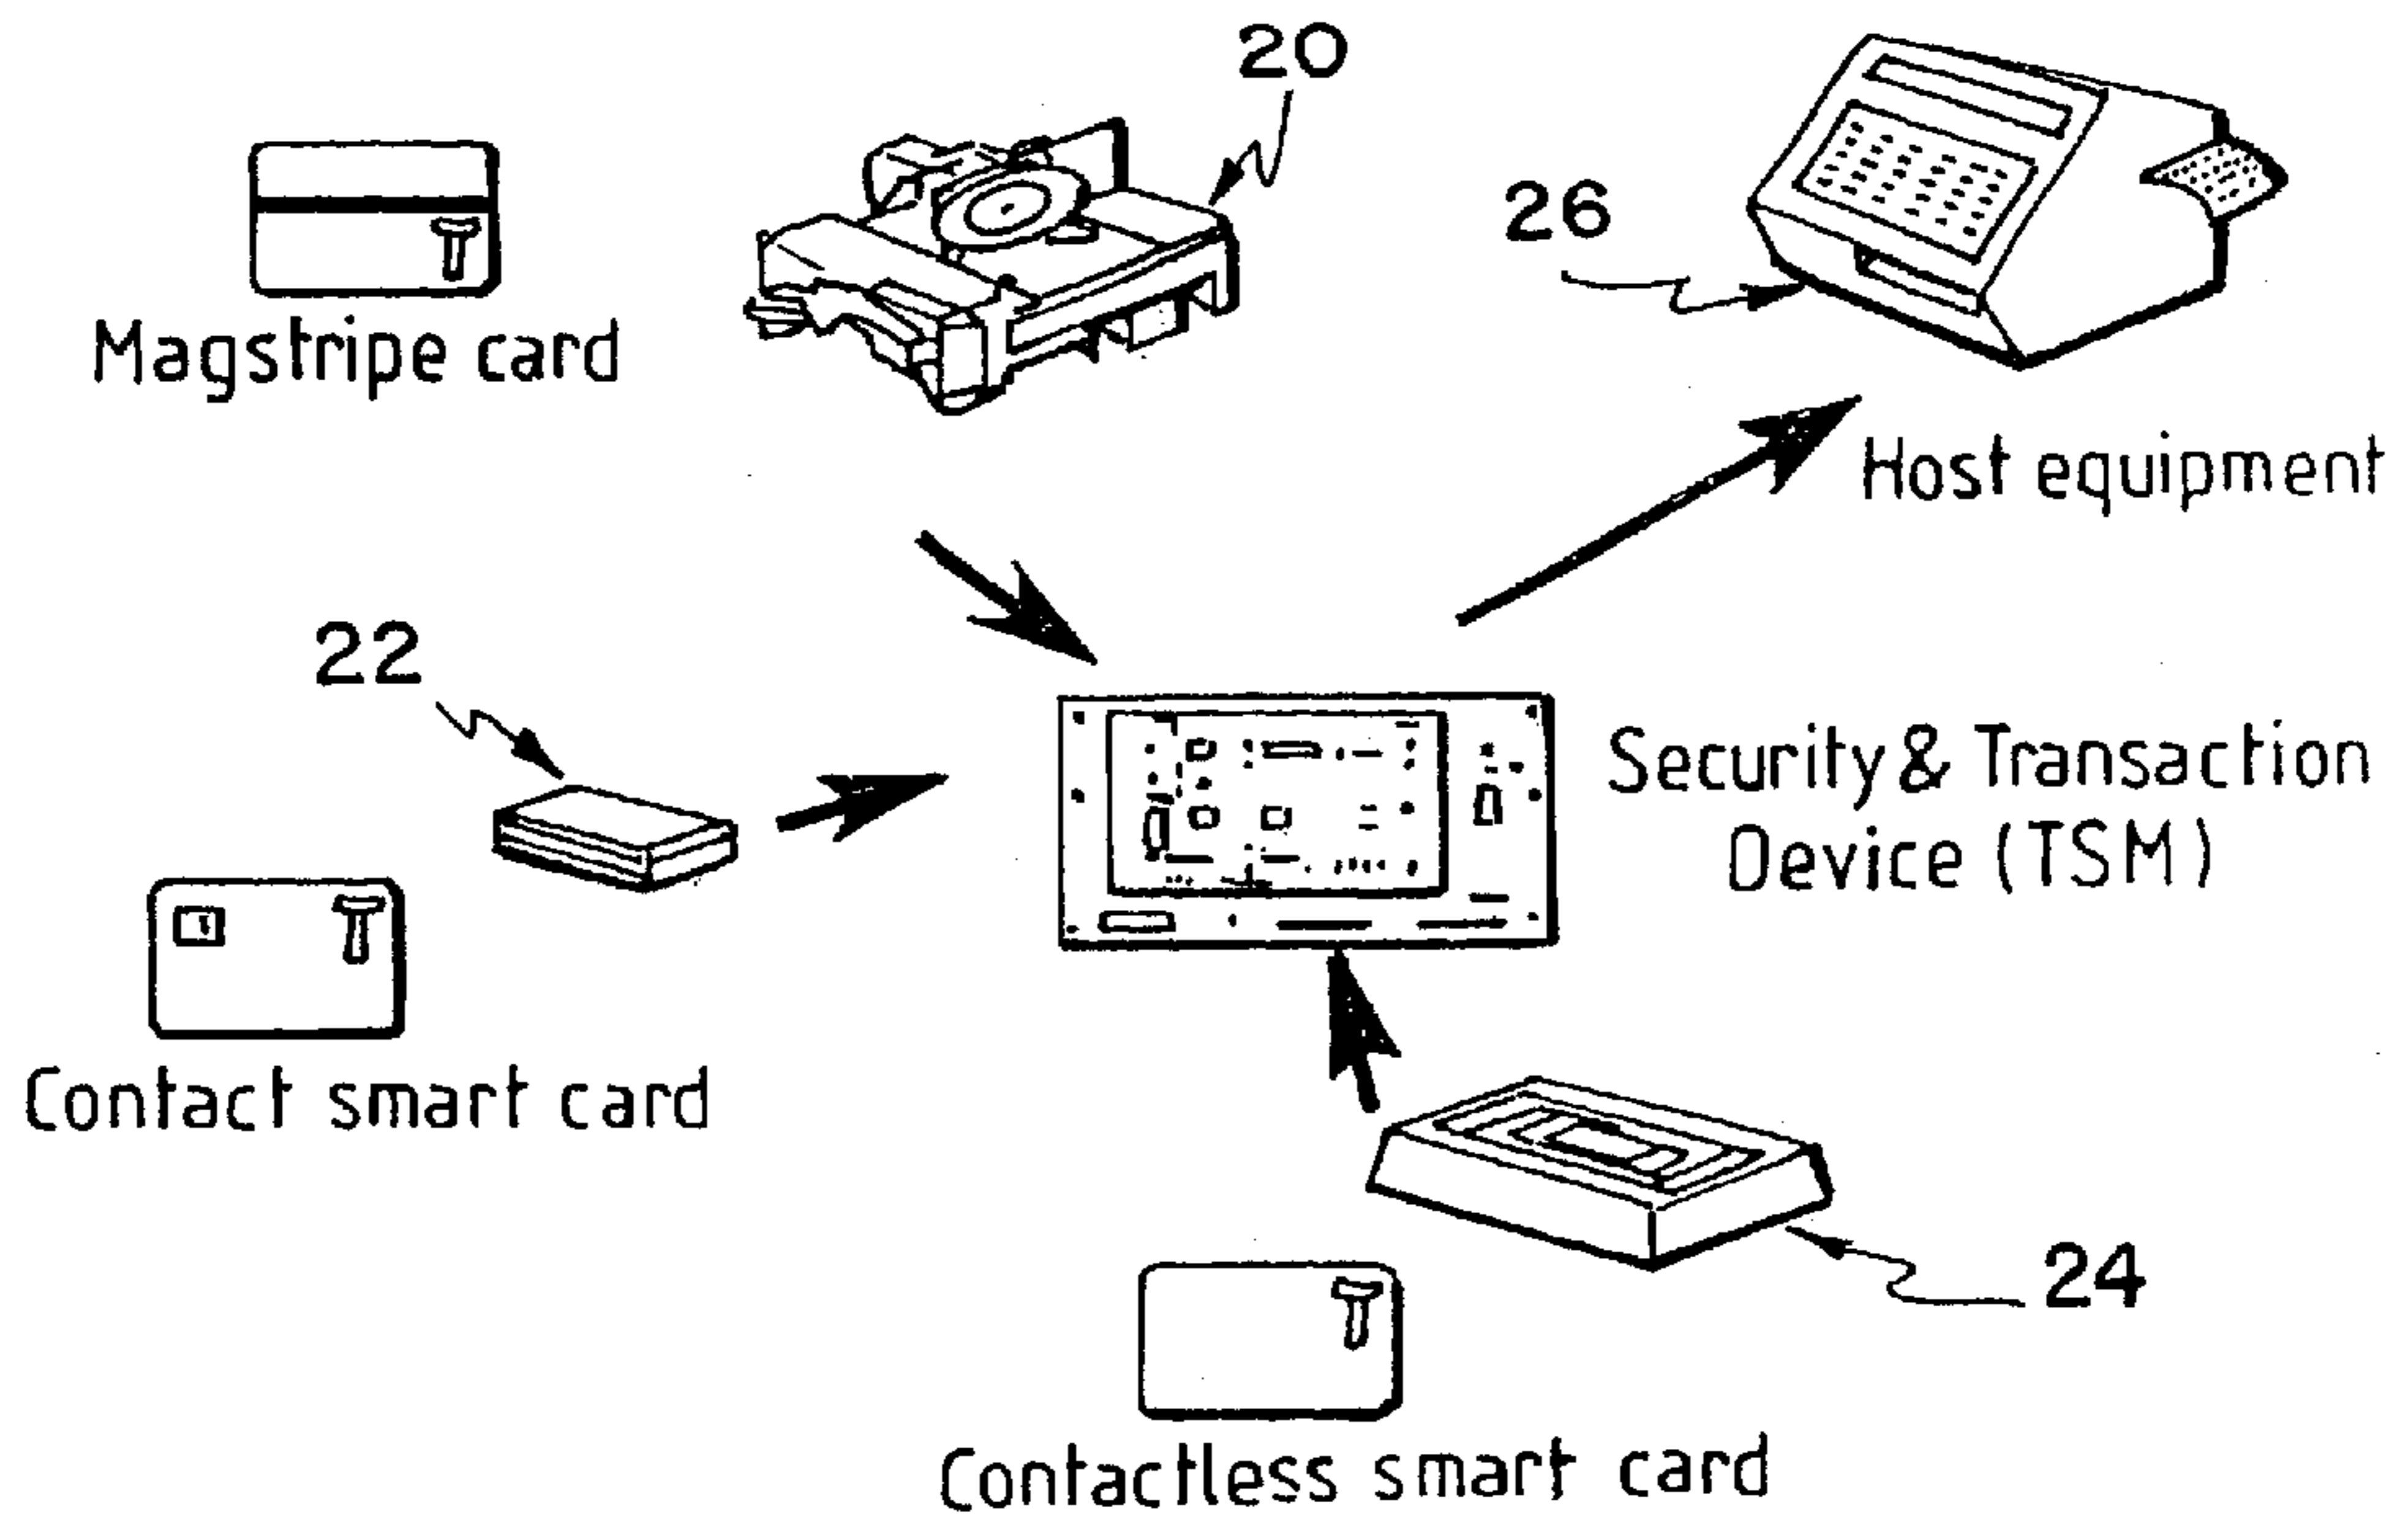 20
26
Magstripe card
Host equipment
22
Security & Transaction
Device (TSM)
Contact smart card
24
Contactless smart card